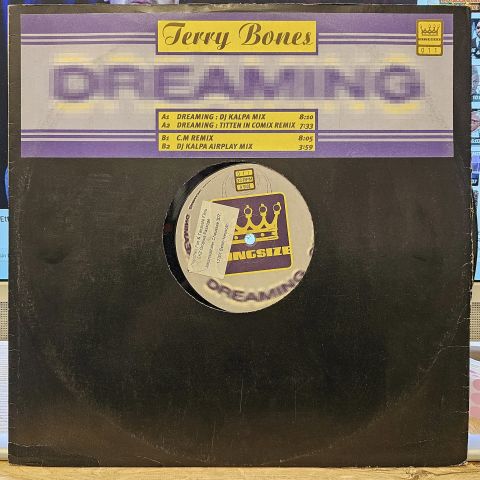 Terry Bones
KINGSIZE
011
DREAMING
A1 DREAMING : DJ KALPA MIX 8:10
A2 DREAMING : TITTEN IN COMIX REMIX 7:33
B1 C.M REMIX 8:05
B2 DJ KALPA AIRPLAY MIX 3:59
INGSIZE
DREAMING